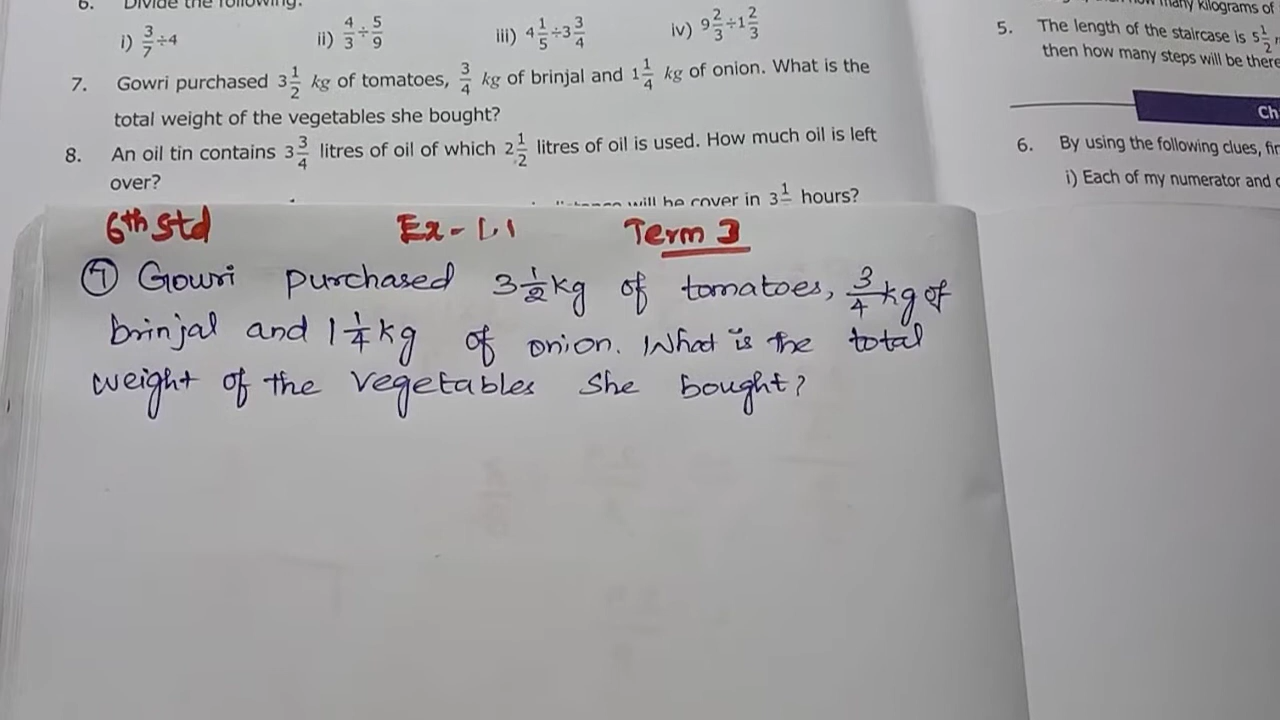 6. Divide the following.
i) 3/7 ÷ 4 ii) 4/3 ÷ 5/9 iii) 4 1/5 ÷ 3 3/4 iv) 9 2/3 ÷ 1 2/3
7. Gowri purchased 3 1/2 kg of tomatoes, 3/4 kg of brinjal and 1 1/4 kg of onion. What is the
total weight of the vegetables she bought?
8. An oil tin contains 3 3/4 litres of oil of which 2 1/2 litres of oil is used. How much oil is left
over?
will be cover in 3 1/ hours?
many kilograms of
5. The length of the staircase is 5 1/2
then how many steps will be there
Ch
6. By using the following clues,
i) Each of my numerator and
6th Std Ex - 1.1 Term 3
7 Gowri purchased 3 1/2 kg of tomatoes, 3/4 kg of
brinjal and 1 1/4 kg of onion. What is the total
weight of the vegetables she bought?